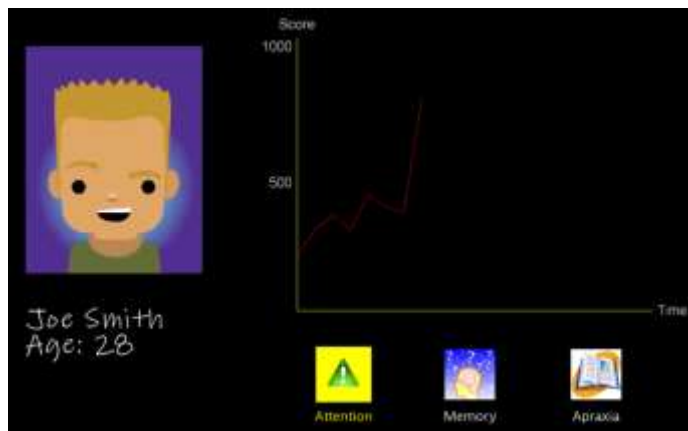 Score
1000
500
Time
Joe Smith
Age: 28
Attention
Memory
Apraxia